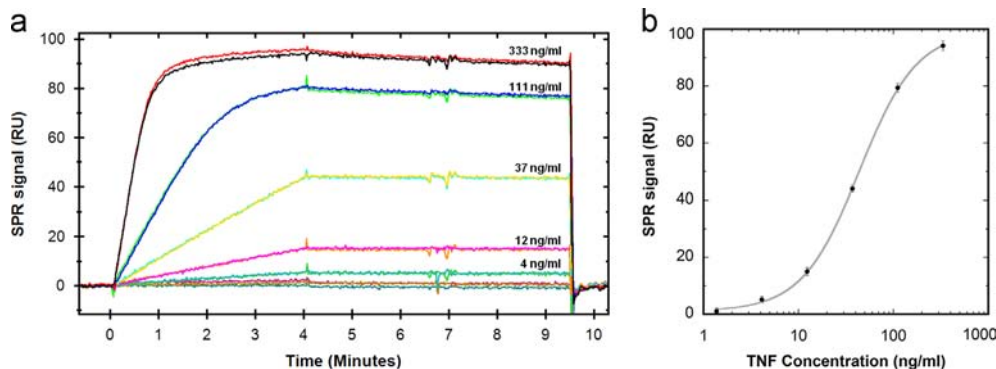 a
SPR signal (RU)
100
80
60
40
20
0
333 ng/ml
111 ng/ml
37 ng/ml
12 ng/ml
4 ng/ml
0 1 2 3 4 5 6 7 8 9 10
Time (Minutes)
b
SPR signal (RU)
100
80
60
40
20
0
1 10 100 1000
TNF Concentration (ng/ml)